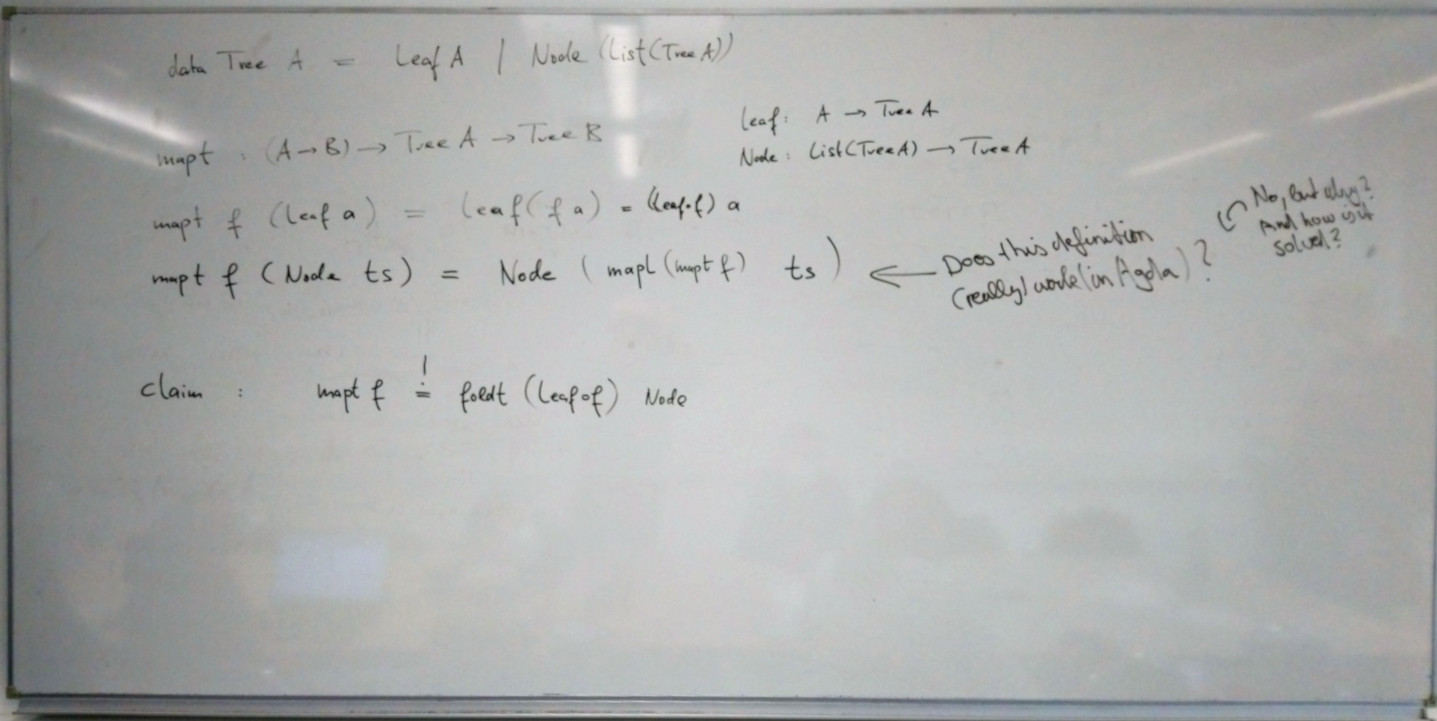 data Tree A = Leaf A | Node (List(Tree A))
mapt : (A → B) → Tree A → Tree B
Leaf: A → Tree A
Node: List(Tree A) → Tree A
mapt f (Leaf a) = Leaf(f a) = (Leaf∘f) a
mapt f (Node ts) = Node (mapl (mapt f) ts)
← Does this definition
(really) work (in Agda)?
No, but why?
And how is it
solved?
Claim : mapt f =! foldt (Leaf∘f) Node